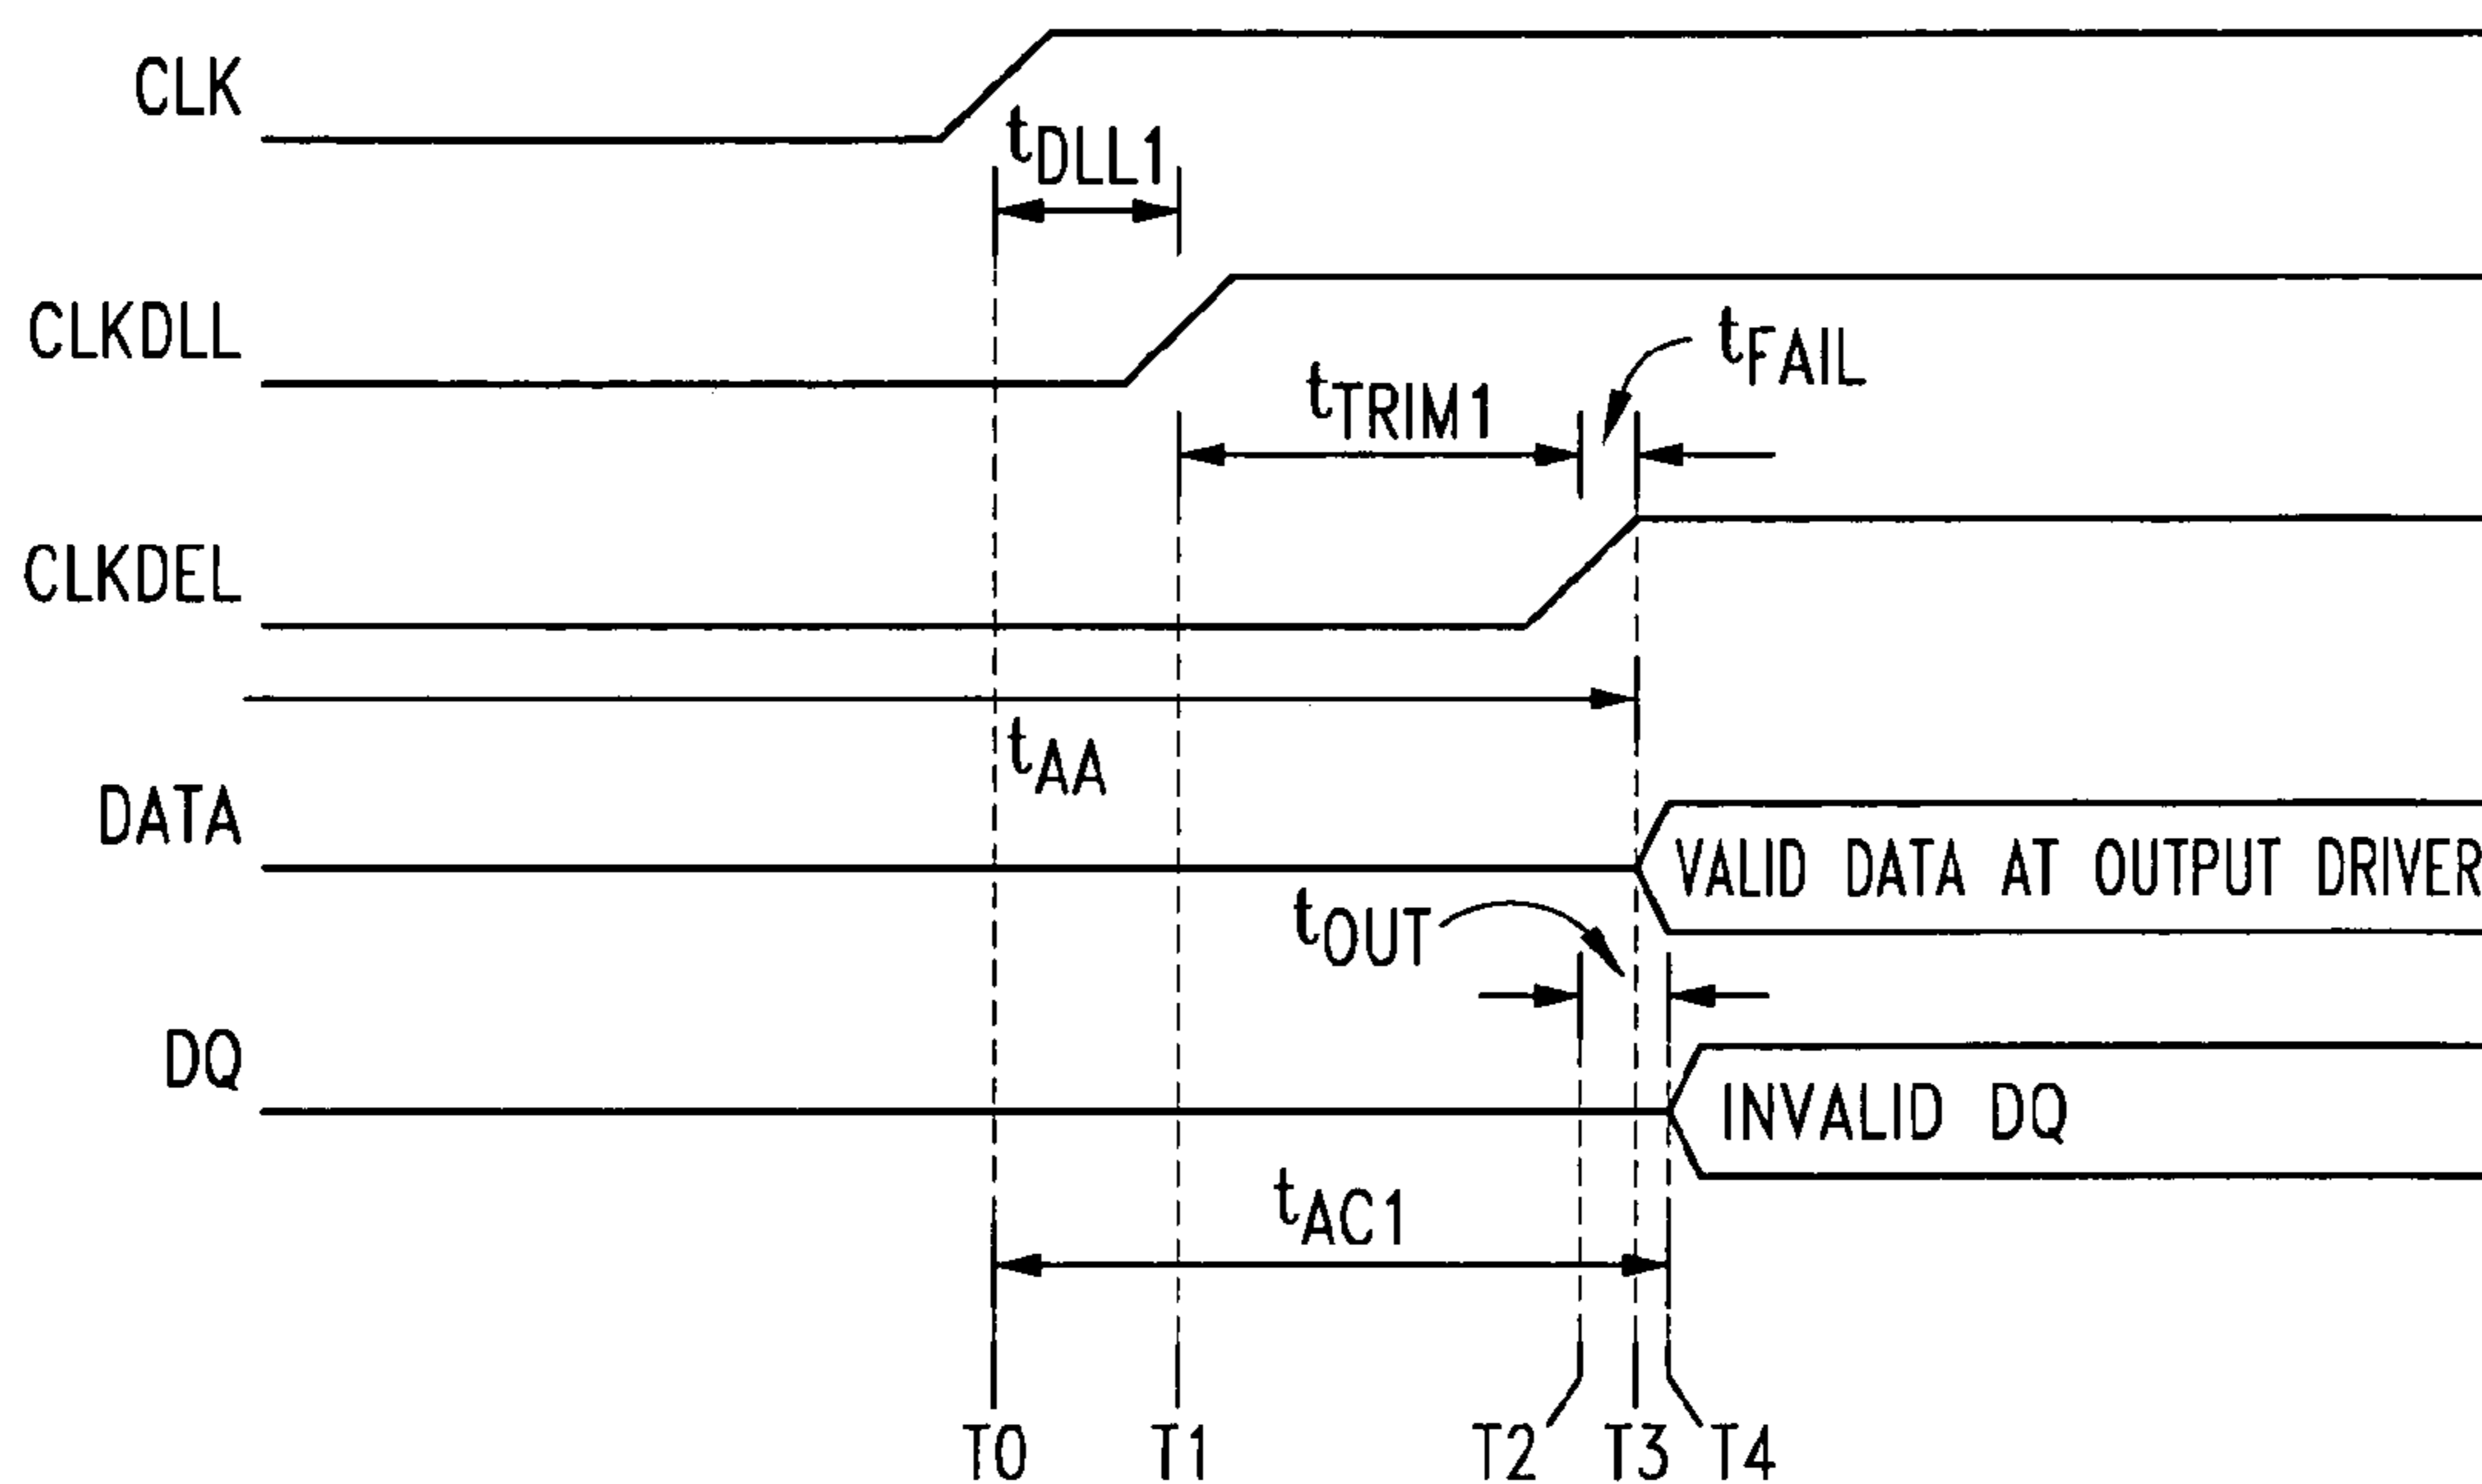 CLK
tDLL1
CLKDLL
tFAIL
tTRIM1
CLKDEL
tAA
DATA
VALID DATA AT OUTPUT DRIVER
tOUT
DQ
INVALID DQ
tAC1
T0 T1 T2 T3 T4